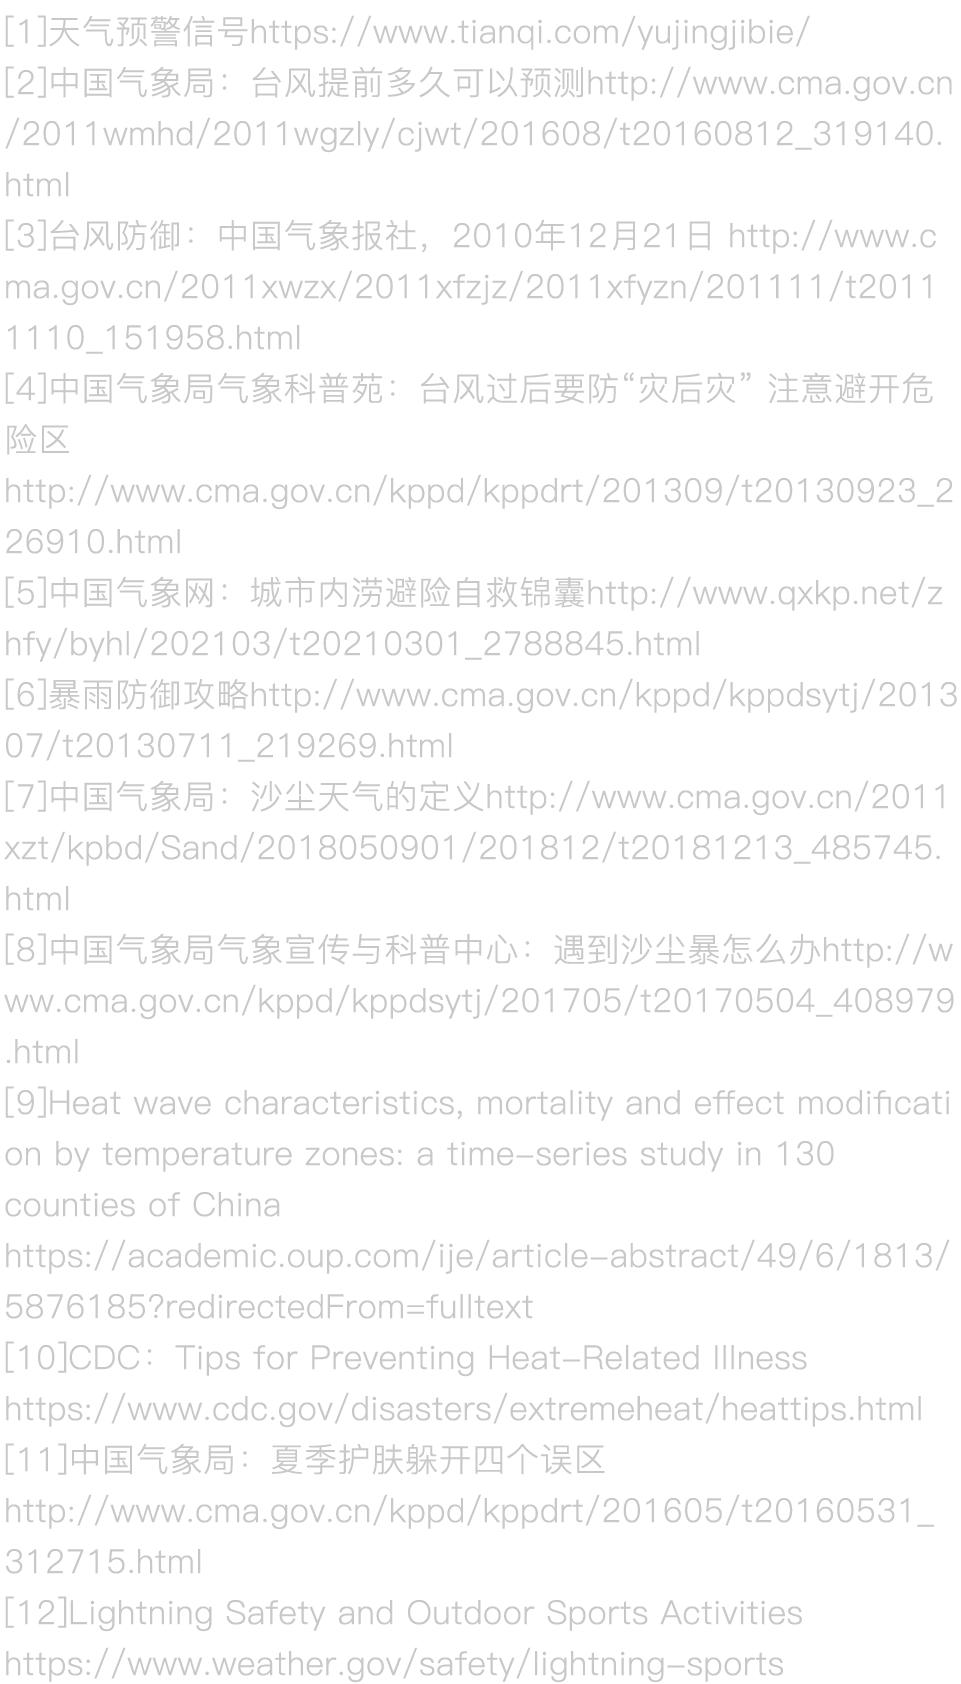 [1]天气预警信号https://www.tianqi.com/yujingjibie/
[2]中国气象局：台风提前多久可以预测http://www.cma.gov.cn
/2011wmhd/2011wgzly/cjwt/201608/t20160812_319140.
html
[3]台风防御：中国气象报社，2010年12月21日 http://www.c
ma.gov.cn/2011xwzx/2011xfzjz/2011xfyzn/201111/t2011
1110_151958.html
[4]中国气象局气象科普苑：台风过后要防“灾后灾” 注意避开危
险区
http://www.cma.gov.cn/kppd/kppdrt/201309/t20130923_2
26910.html
[5]中国气象网：城市内涝避险自救锦囊http://www.qxkp.net/z
hfy/byhl/202103/t20210301_2788845.html
[6]暴雨防御攻略http://www.cma.gov.cn/kppd/kppdsytj/2013
07/t20130711_219269.html
[7]中国气象局：沙尘天气的定义http://www.cma.gov.cn/2011
xzt/kpbd/Sand/2018050901/201812/t20181213_485745.
html
[8]中国气象局气象宣传与科普中心：遇到沙尘暴怎么办http://w
ww.cma.gov.cn/kppd/kppdsytj/201705/t20170504_408979
.html
[9]Heat wave characteristics, mortality and effect modificati
on by temperature zones: a time-series study in 130
counties of China
https://academic.oup.com/ije/article-abstract/49/6/1813/
5876185?redirectedFrom=fulltext
[10]CDC：Tips for Preventing Heat-Related Illness
https://www.cdc.gov/disasters/extremeheat/heattips.html
[11]中国气象局：夏季护肤躲开四个误区
http://www.cma.gov.cn/kppd/kppdrt/201605/t20160531_
312715.html
[12]Lightning Safety and Outdoor Sports Activities
https://www.weather.gov/safety/lightning-sports